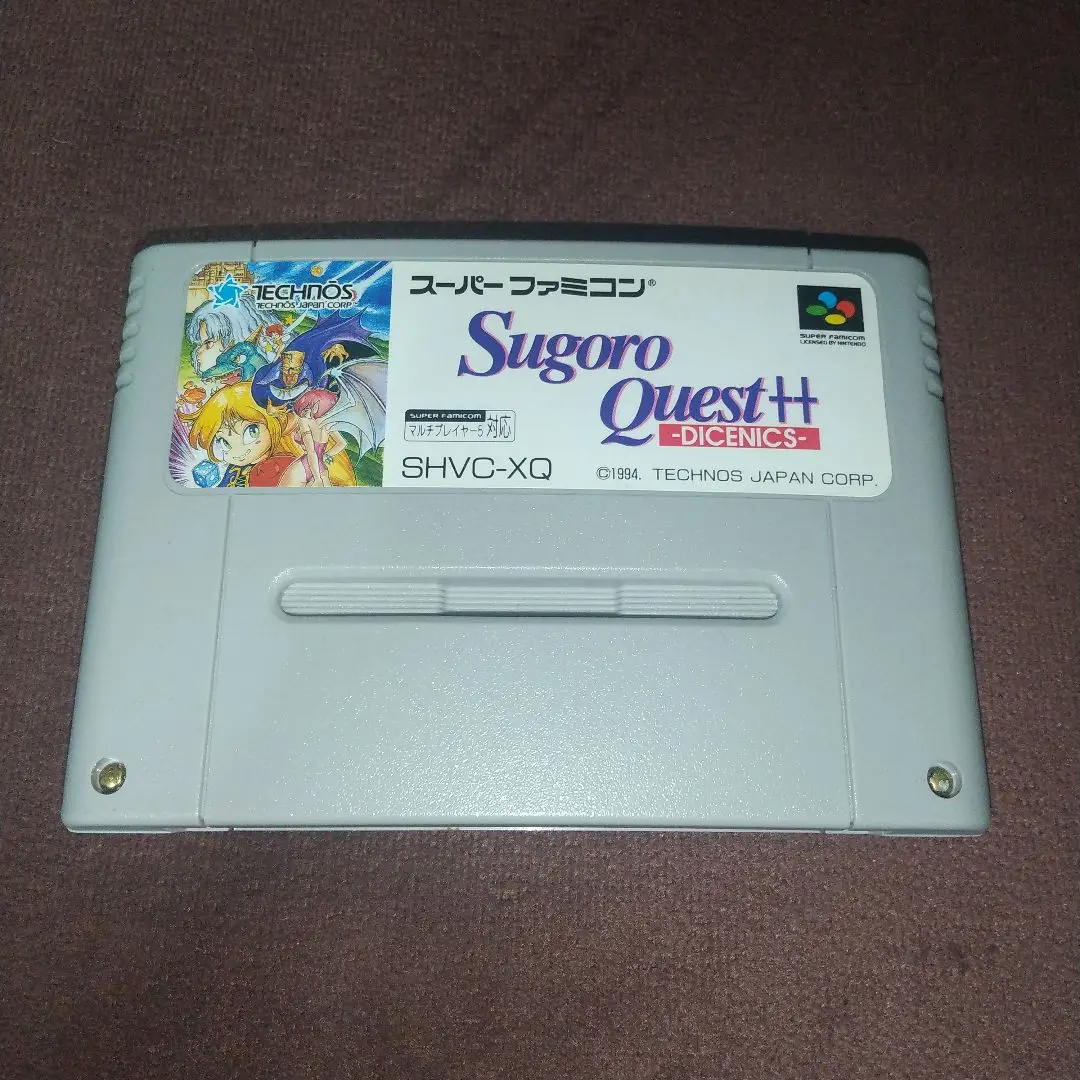 TECHNŌS
TECHNŌS JAPAN CORP.
スーパーファミコン®
Sugoro
Quest++
-DICENICS-
SUPER FAMICOM
LICENSED BY NINTENDO
SUPER FAMICOM
マルチプレイヤー5対応
SHVC-XQ
©1994. TECHNOS JAPAN CORP.